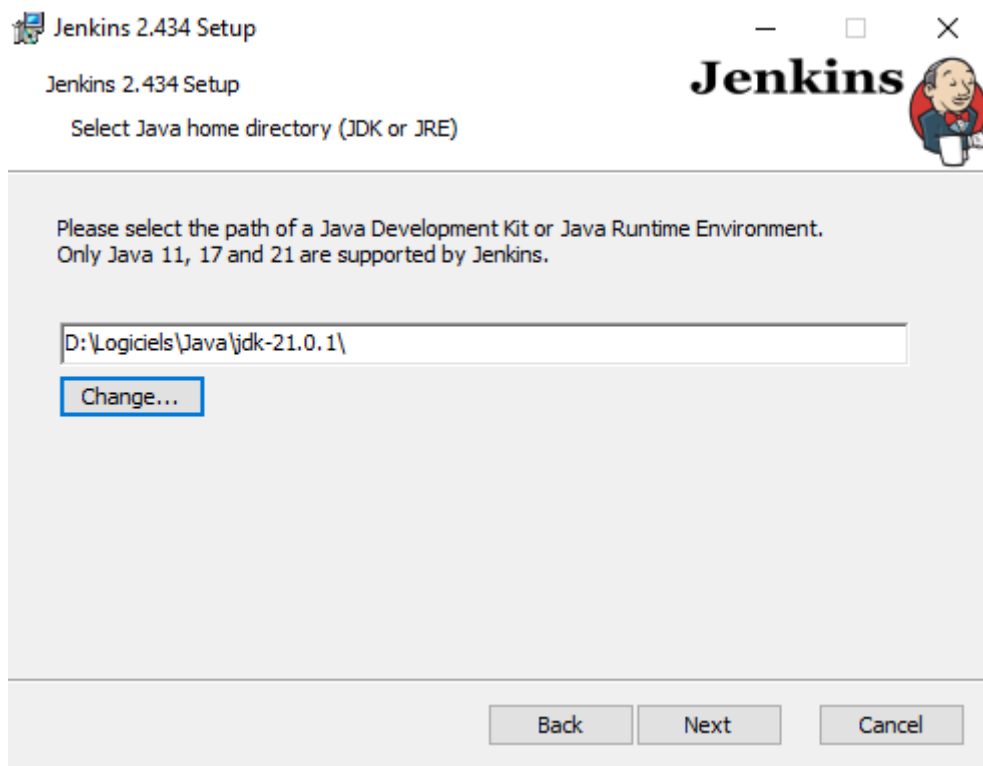 Jenkins 2.434 Setup
Jenkins 2.434 Setup
Jenkins
Select Java home directory (JDK or JRE)
Please select the path of a Java Development Kit or Java Runtime Environment.
Only Java 11, 17 and 21 are supported by Jenkins.
D:\Logiciels\Java\jdk-21.0.1\
Change...
Back Next Cancel